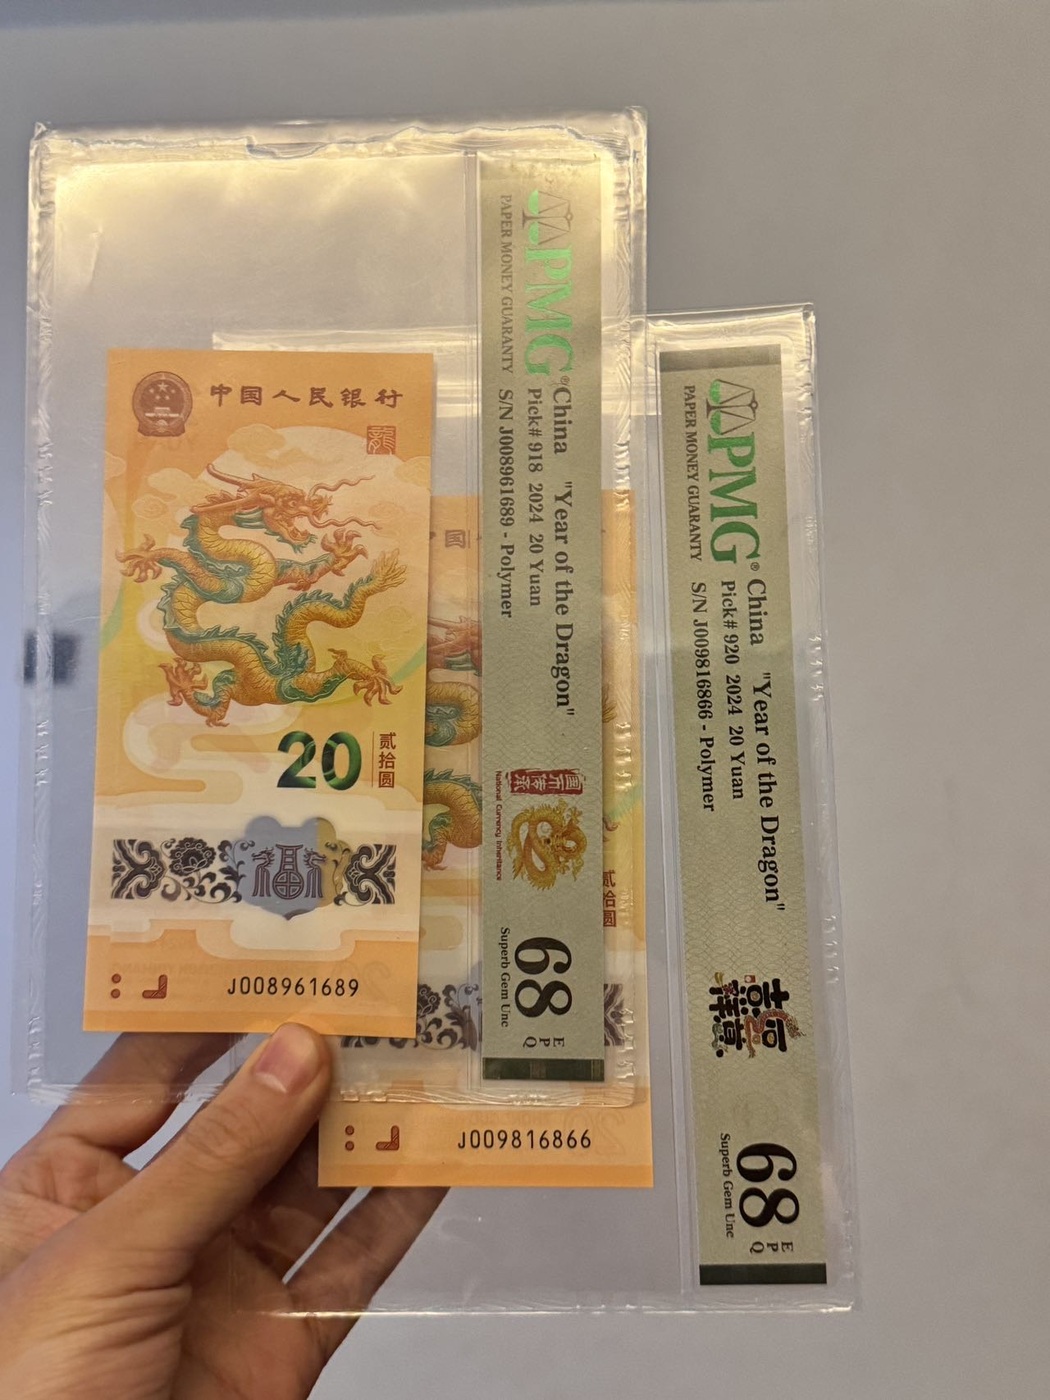 中国人民银行
20
贰拾圆
J008961689
PMG®
PAPER MONEY GUARANTY
China "Year of the Dragon"
Pick# 918 2024 20 Yuan
S/N J008961689 - Polymer
National Currency Inheritance
68
EPQ
Superb Gem Unc
贰拾圆
J009816866
PMG®
PAPER MONEY GUARANTY
China "Year of the Dragon"
Pick# 920 2024 20 Yuan
S/N J009816866 - Polymer
68
EPQ
Superb Gem Unc